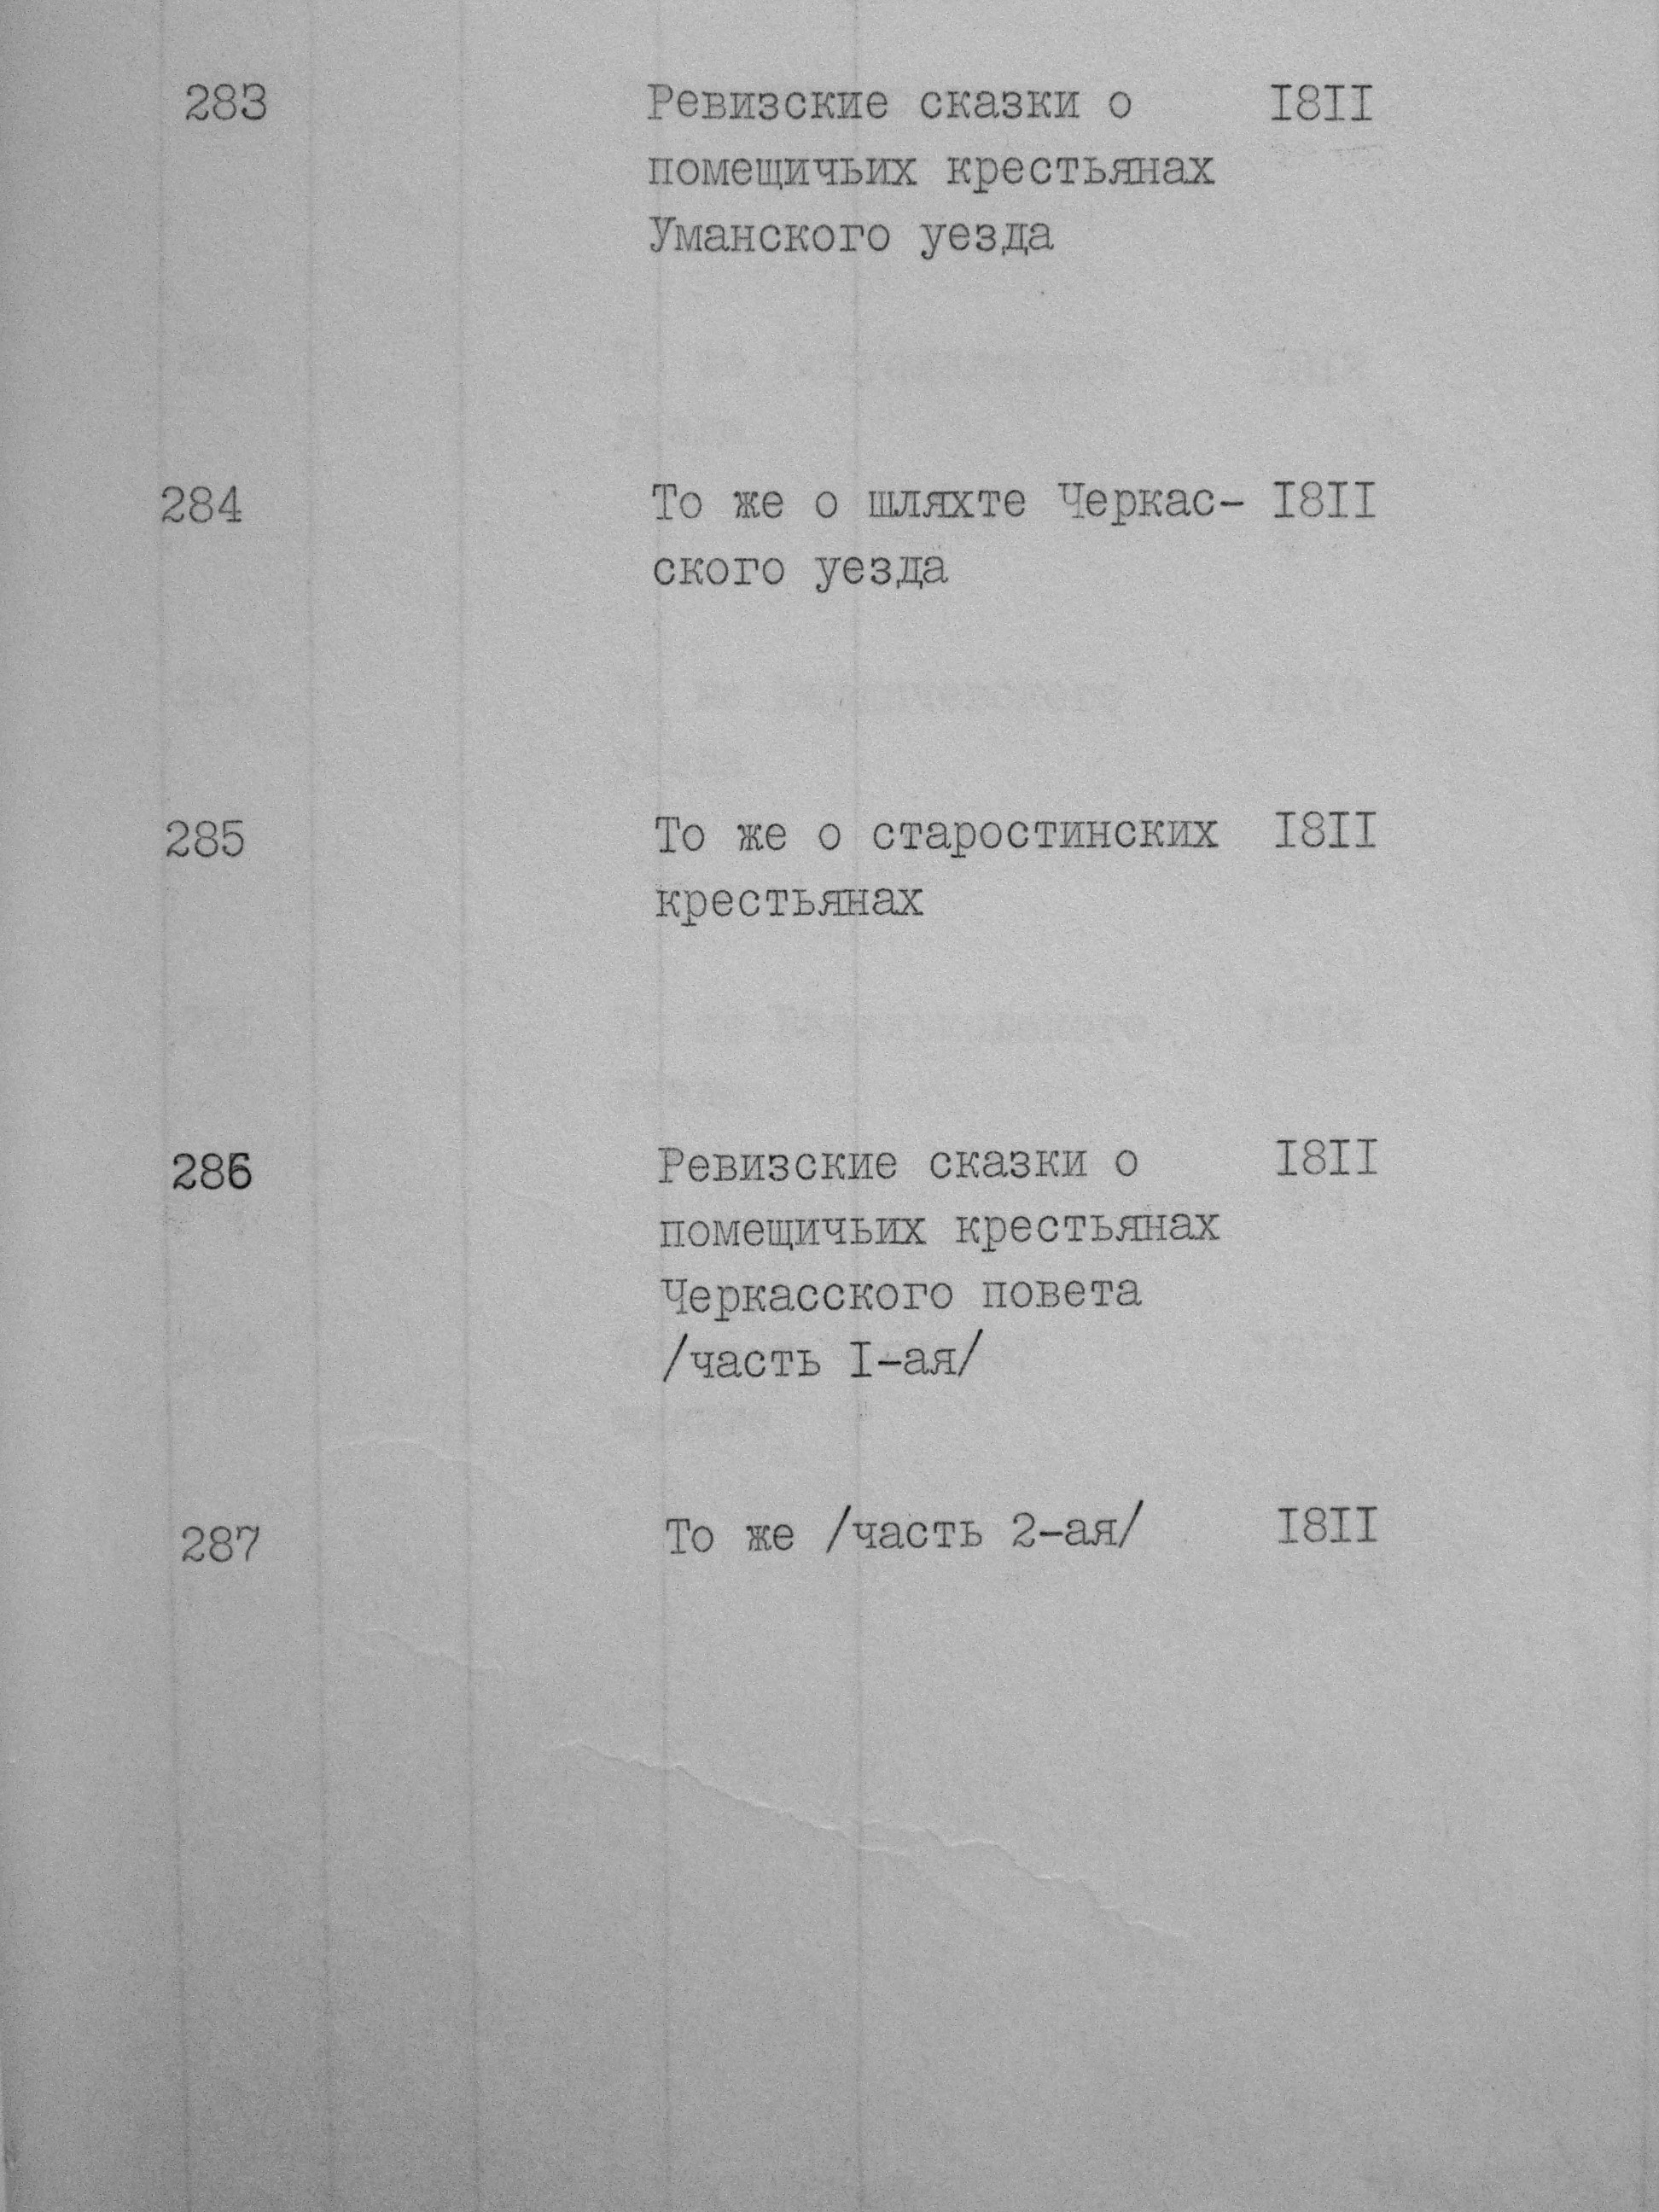 283 Ревизские сказки о I8II
помещичьих крестьянах
Уманского уезда
284 То же о шляхте Черкас- I8II
ского уезда
285 То же о старостинских I8II
крестьянах
286 Ревизские сказки о I8II
помещичьих крестьянах
Черкасского повета
/часть I-ая/
287 То же /часть 2-ая/ I8II